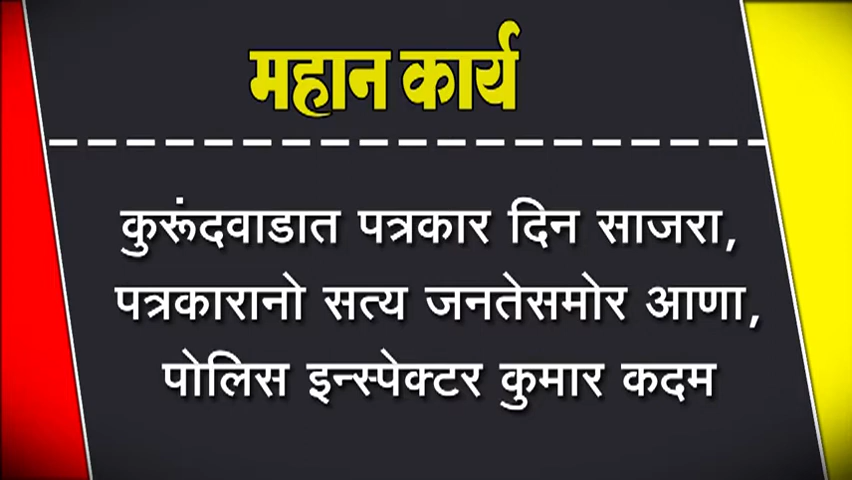 महान कार्य
कुरूंदवाडात पत्रकार दिन साजरा,
पत्रकारानो सत्य जनतेसमोर आणा,
पोलिस इन्स्पेक्टर कुमार कदम